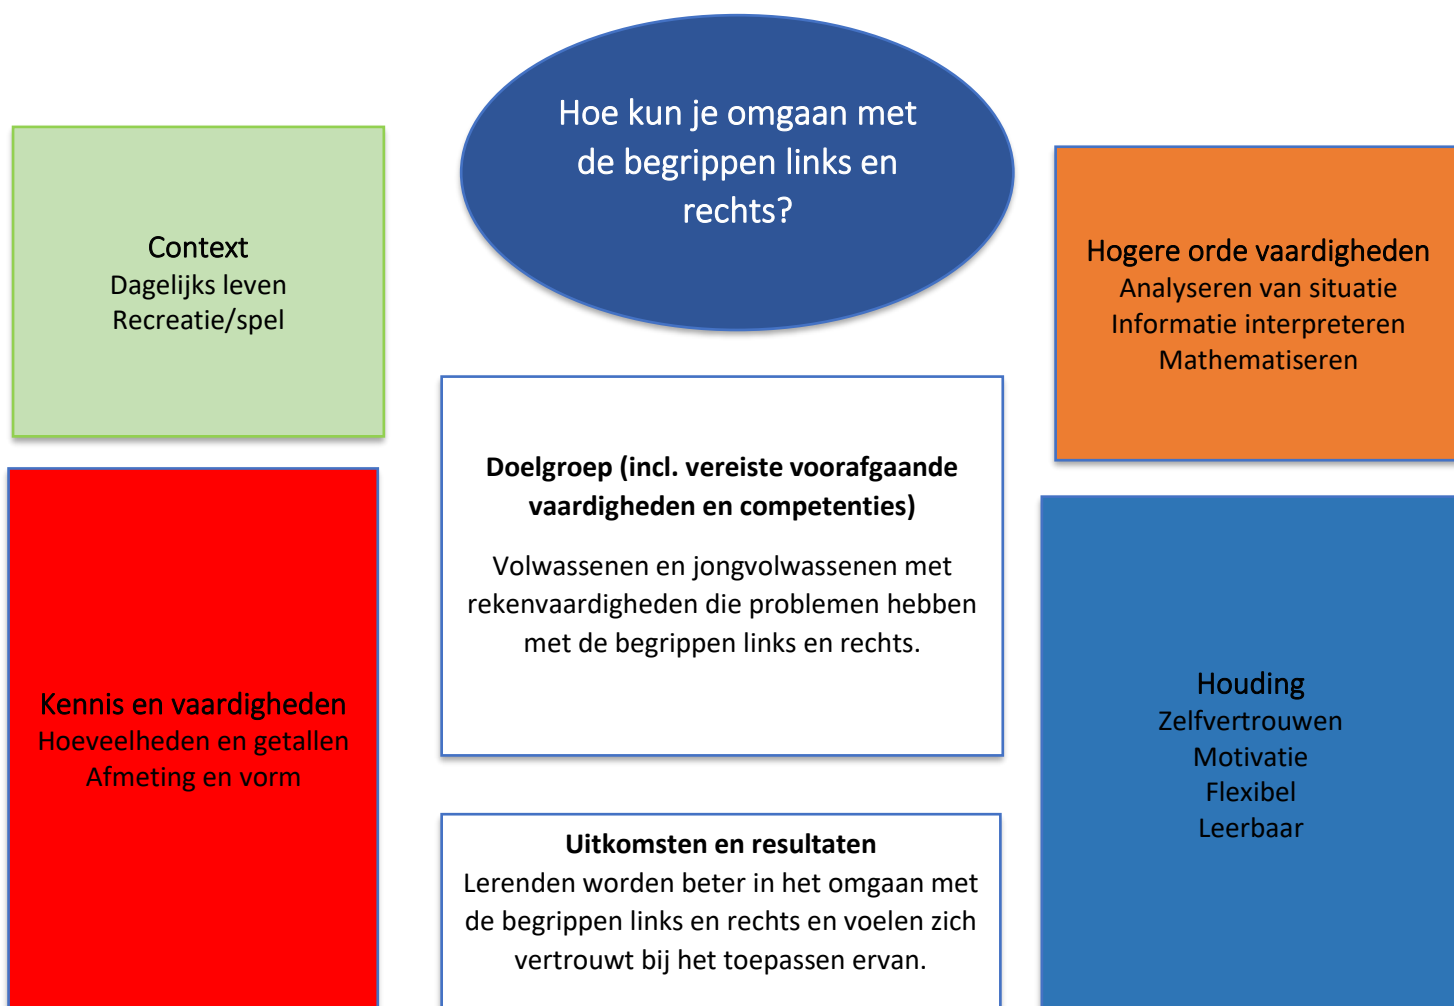 Hoe kun je omgaan met
de begrippen links en
rechts?
Context
Dagelijks leven
Recreatie/spel
Hogere orde vaardigheden
Analyseren van situatie
Informatie interpreteren
Mathematiseren
Doelgroep (incl. vereiste voorafgaande
vaardigheden en competenties)
Volwassenen en jongvolwassenen met
rekenvaardigheden die problemen hebben
met de begrippen links en rechts.
Kennis en vaardigheden
Hoeveelheden en getallen
Afmeting en vorm
Houding
Zelfvertrouwen
Motivatie
Flexibel
Leerbaar
Uitkomsten en resultaten
Lerenden worden beter in het omgaan met
de begrippen links en rechts en voelen zich
vertrouwt bij het toepassen ervan.